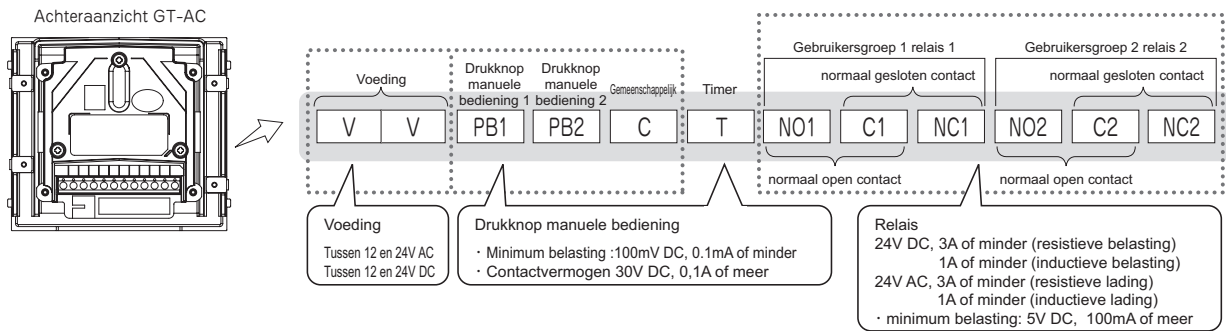 Achteraanzicht GT-AC
Voeding
Drukknop
manuele
bediening 1
Drukknop
manuele
bediening 2
Gemeenschappelijk
Timer
Gebruikersgroep 1 relais 1
normaal gesloten contact
Gebruikersgroep 2 relais 2
normaal gesloten contact
V V PB1 PB2 C T NO1 C1 NC1 NO2 C2 NC2
normaal open contact
normaal open contact
Voeding
Tussen 12 en 24V AC
Tussen 12 en 24V DC
Drukknop manuele bediening
· Minimum belasting :100mV DC, 0.1mA of minder
· Contactvermogen 30V DC, 0,1A of meer
Relais
24V DC, 3A of minder (resistieve belasting)
1A of minder (inductieve belasting)
24V AC, 3A of minder (resistieve lading)
1A of minder (inductieve lading)
· minimum belasting: 5V DC, 100mA of meer